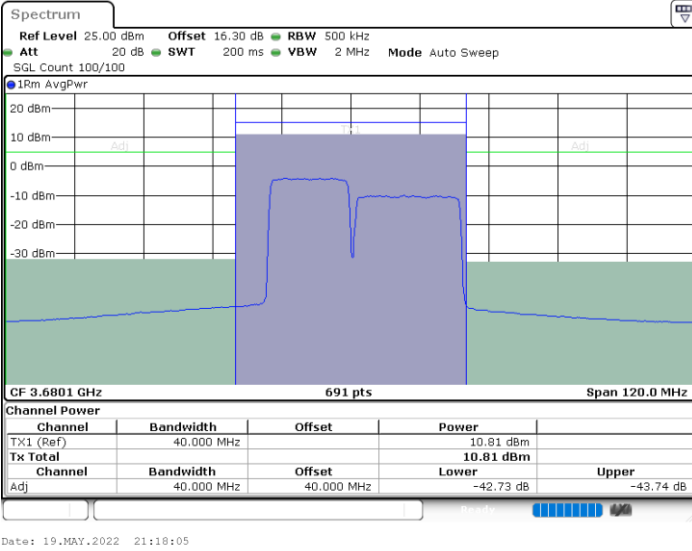 Spectrum
Ref Level 25.00 dBm Offset 16.30 dB RBW 500 kHz
Att 20 dB SWT 200 ms VBW 2 MHz Mode Auto Sweep
SGL Count 100/100
1Rm AvgPwr
20 dBm
TX1
10 dBm
Adj Adj
0 dBm
-10 dBm
-20 dBm
-30 dBm
CF 3.6801 GHz 691 pts Span 120.0 MHz
Channel Power
Channel Bandwidth Offset Power
TX1 (Ref) 40.000 MHz 10.81 dBm
Tx Total 10.81 dBm
Channel Bandwidth Offset Lower Upper
Adj 40.000 MHz 40.000 MHz -42.73 dB -43.74 dB
Ready
Date: 19.MAY.2022 21:18:05